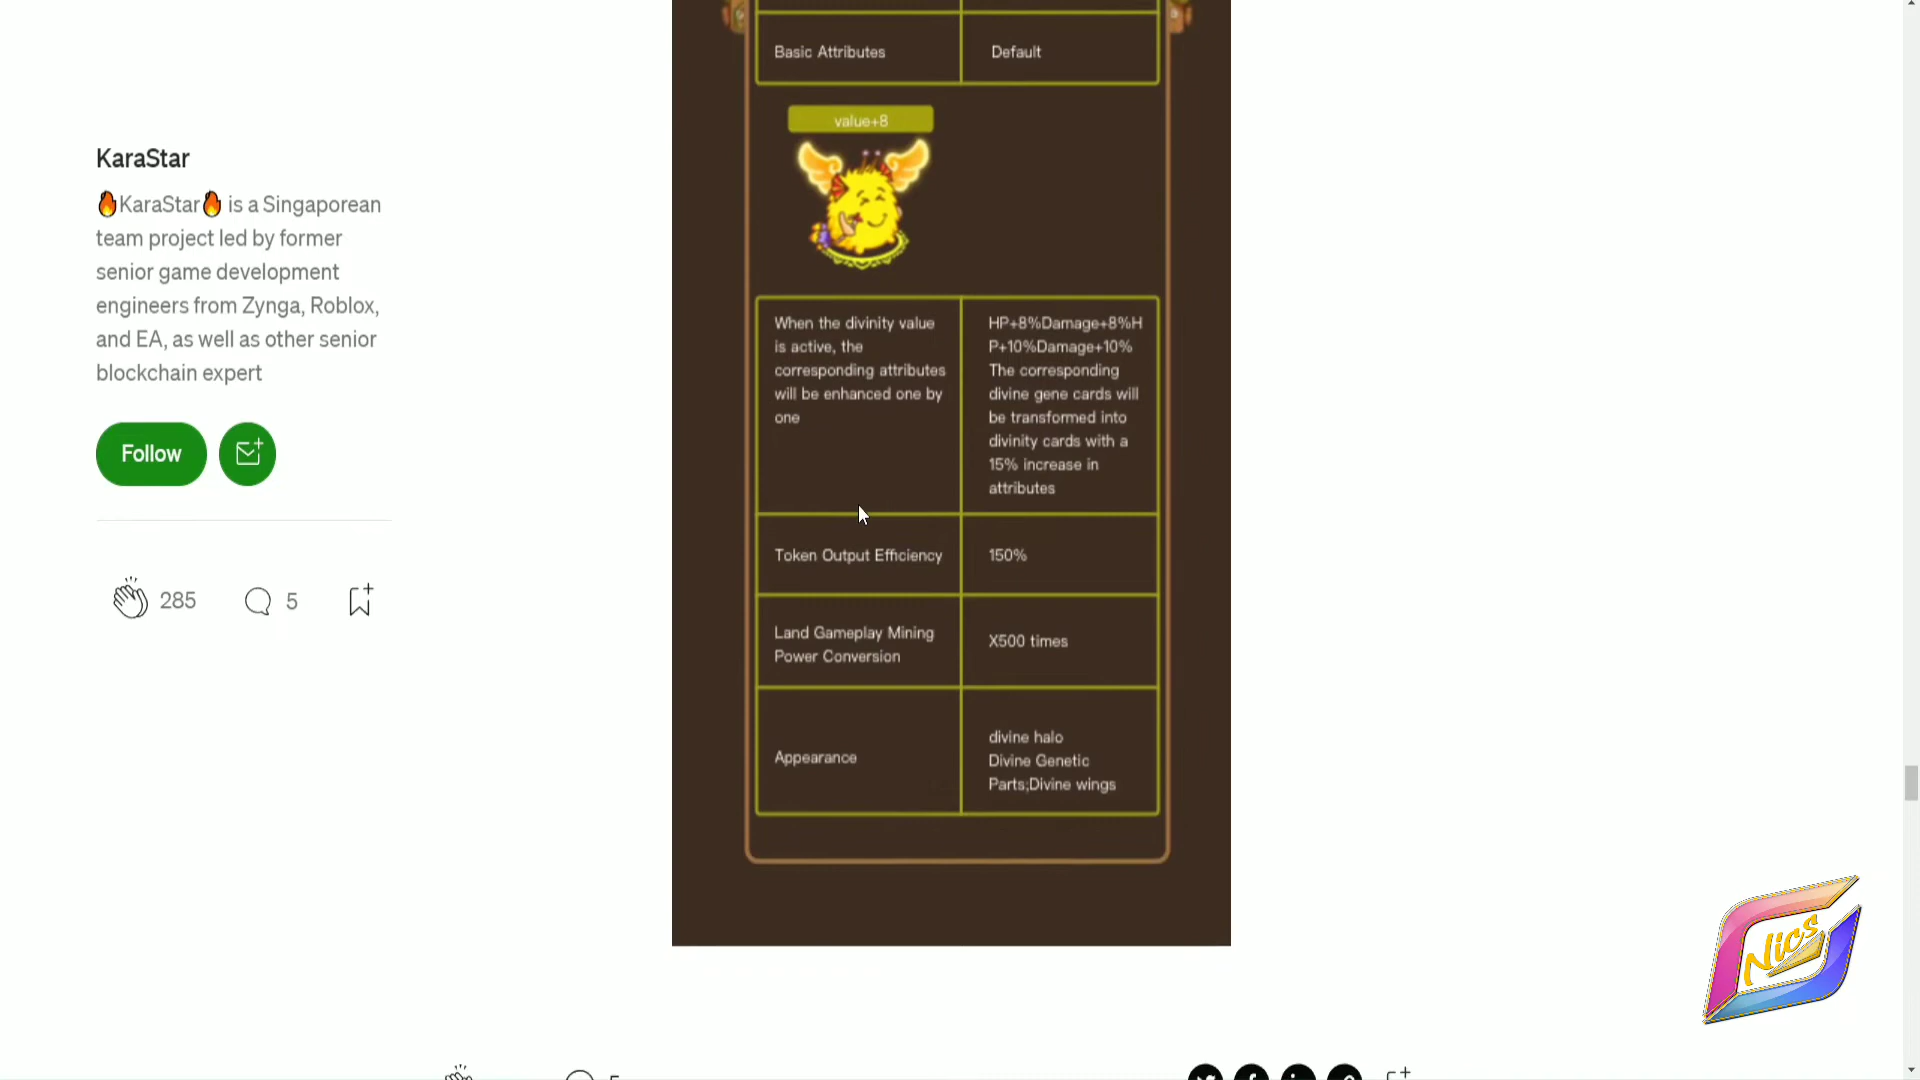 KaraStar
🔥KaraStar🔥 is a Singaporean
team project led by former
senior game development
engineers from Zynga, Roblox,
and EA, as well as other senior
blockchain expert
Follow
285
5
Basic Attributes
Default
value+8
When the divinity value
is active, the
corresponding attributes
will be enhanced one by
one
HP+8%Damage+8%H
P+10%Damage+10%
The corresponding
divine gene cards will
be transformed into
divinity cards with a
15% increase in
attributes
Token Output Efficiency
150%
Land Gameplay Mining
Power Conversion
X500 times
Appearance
divine halo
Divine Genetic
Parts;Divine wings
Nics
5